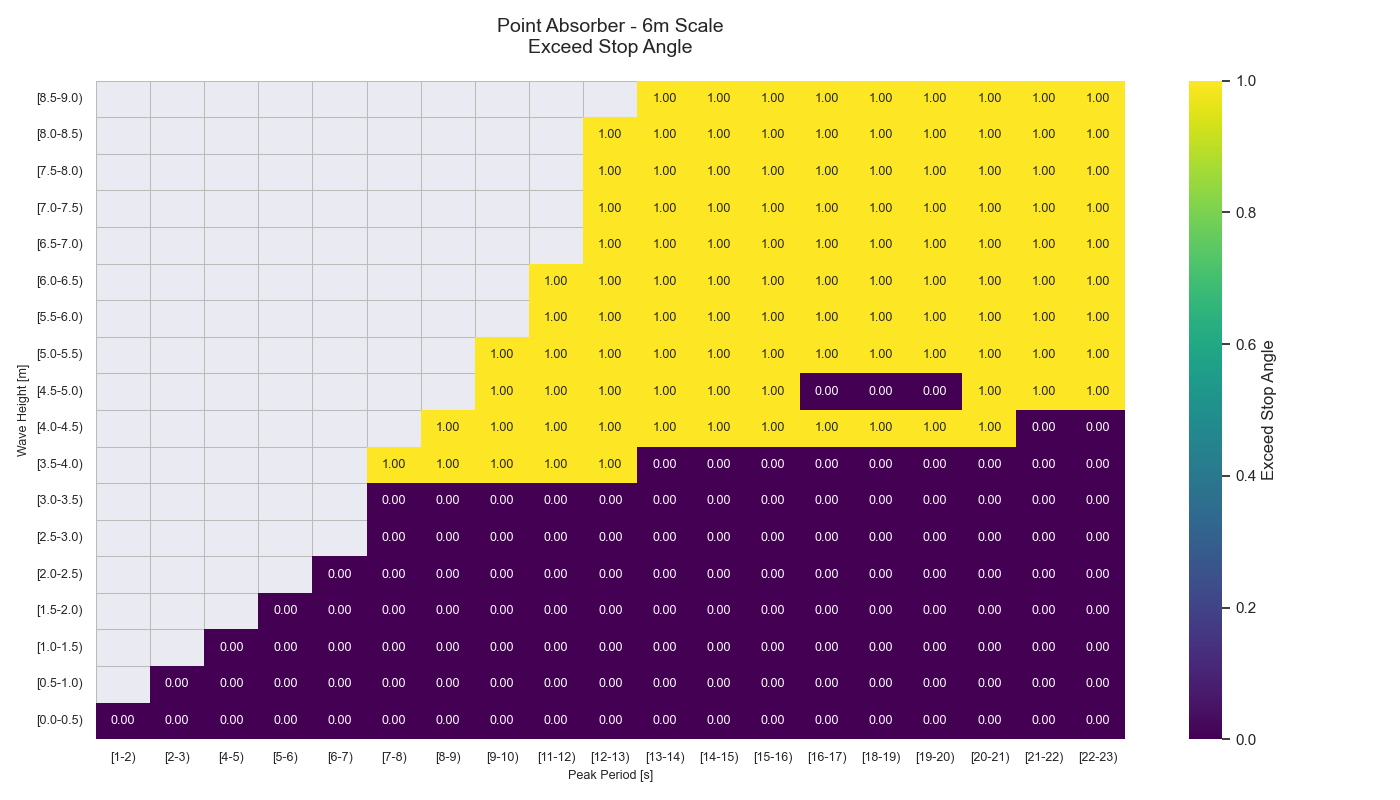 Point Absorber - 6m Scale
Exceed Stop Angle
[8.5-9.0) 1.00 1.00 1.00 1.00 1.00 1.00 1.00 1.00 1.00
[8.0-8.5) 1.00 1.00 1.00 1.00 1.00 1.00 1.00 1.00 1.00 1.00
[7.5-8.0) 1.00 1.00 1.00 1.00 1.00 1.00 1.00 1.00 1.00 1.00
[7.0-7.5) 1.00 1.00 1.00 1.00 1.00 1.00 1.00 1.00 1.00 1.00
[6.5-7.0) 1.00 1.00 1.00 1.00 1.00 1.00 1.00 1.00 1.00 1.00
[6.0-6.5) 1.00 1.00 1.00 1.00 1.00 1.00 1.00 1.00 1.00 1.00 1.00
[5.5-6.0) 1.00 1.00 1.00 1.00 1.00 1.00 1.00 1.00 1.00 1.00 1.00
[5.0-5.5) 1.00 1.00 1.00 1.00 1.00 1.00 1.00 1.00 1.00 1.00 1.00 1.00
[4.5-5.0) 1.00 1.00 1.00 1.00 1.00 1.00 0.00 0.00 0.00 1.00 1.00 1.00
[4.0-4.5) 1.00 1.00 1.00 1.00 1.00 1.00 1.00 1.00 1.00 1.00 1.00 0.00 0.00
[3.5-4.0) 1.00 1.00 1.00 1.00 1.00 0.00 0.00 0.00 0.00 0.00 0.00 0.00 0.00 0.00
[3.0-3.5) 0.00 0.00 0.00 0.00 0.00 0.00 0.00 0.00 0.00 0.00 0.00 0.00 0.00 0.00
[2.5-3.0) 0.00 0.00 0.00 0.00 0.00 0.00 0.00 0.00 0.00 0.00 0.00 0.00 0.00 0.00
[2.0-2.5) 0.00 0.00 0.00 0.00 0.00 0.00 0.00 0.00 0.00 0.00 0.00 0.00 0.00 0.00 0.00
[1.5-2.0) 0.00 0.00 0.00 0.00 0.00 0.00 0.00 0.00 0.00 0.00 0.00 0.00 0.00 0.00 0.00 0.00
[1.0-1.5) 0.00 0.00 0.00 0.00 0.00 0.00 0.00 0.00 0.00 0.00 0.00 0.00 0.00 0.00 0.00 0.00 0.00
[0.5-1.0) 0.00 0.00 0.00 0.00 0.00 0.00 0.00 0.00 0.00 0.00 0.00 0.00 0.00 0.00 0.00 0.00 0.00 0.00
[0.0-0.5) 0.00 0.00 0.00 0.00 0.00 0.00 0.00 0.00 0.00 0.00 0.00 0.00 0.00 0.00 0.00 0.00 0.00 0.00 0.00
[1-2) [2-3) [4-5) [5-6) [6-7) [7-8) [8-9) [9-10) [11-12) [12-13) [13-14) [14-15) [15-16) [16-17) [18-19) [19-20) [20-21) [21-22) [22-23)
Peak Period [s]
Wave Height [m]
1.0
0.8
0.6
0.4
0.2
0.0
Exceed Stop Angle